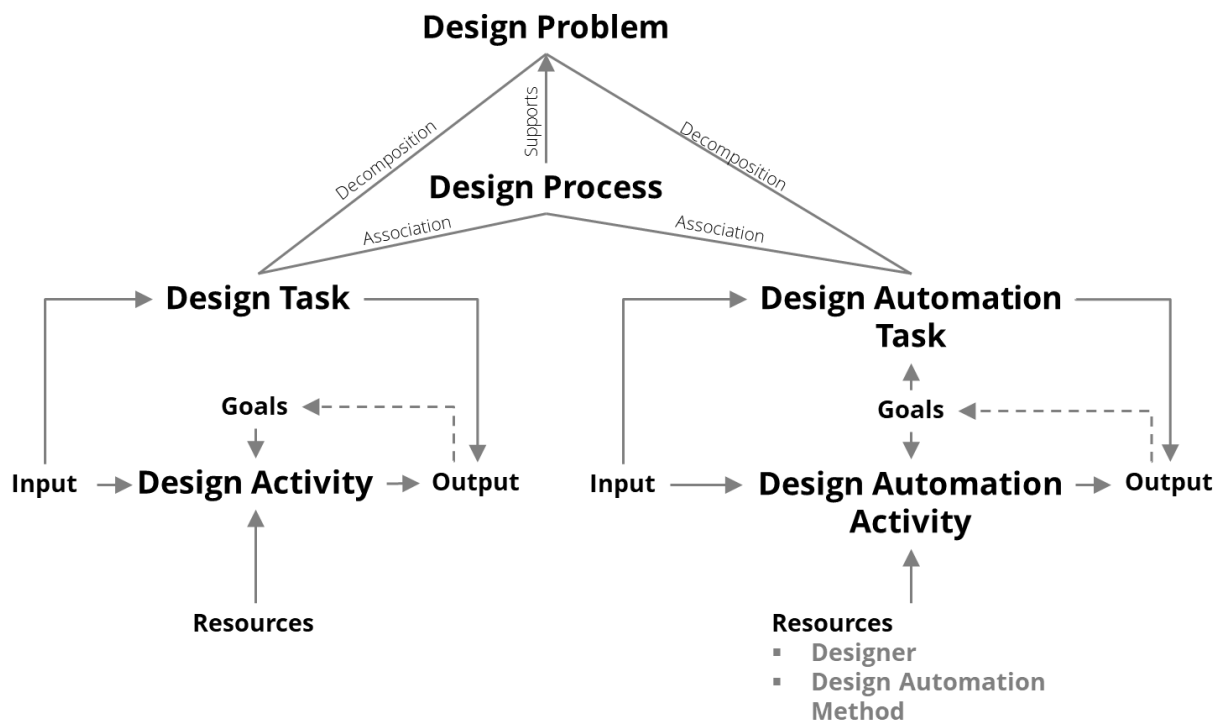 Design Problem
Decomposition
Supports
Decomposition
Design Process
Association
Association
Design Task
Design Automation
Task
Goals
Goals
Input
Design Activity
Output
Input
Design Automation
Activity
Output
Resources
Resources
▪ Designer
▪ Design Automation
Method